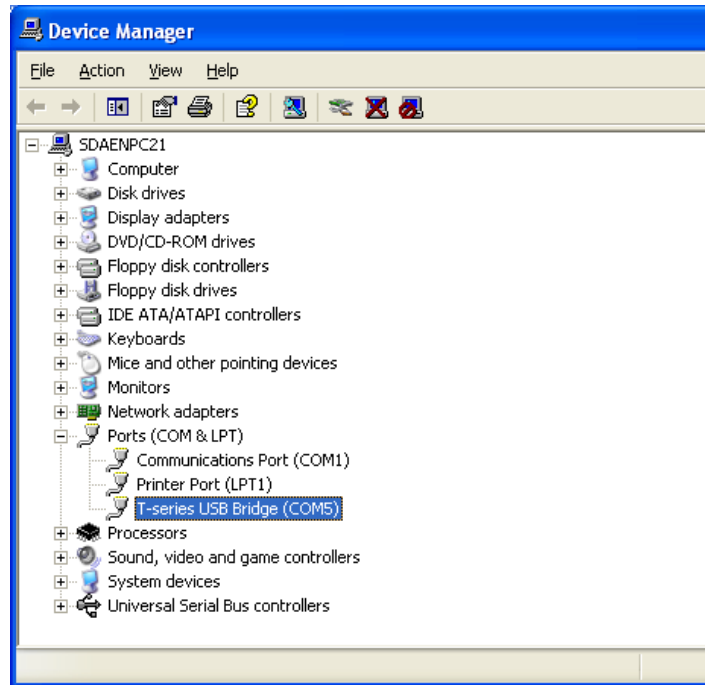 Device Manager
File Action View Help
SDAENPC21
Computer
Disk drives
Display adapters
DVD/CD-ROM drives
Floppy disk controllers
Floppy disk drives
IDE ATA/ATAPI controllers
Keyboards
Mice and other pointing devices
Monitors
Network adapters
Ports (COM & LPT)
Communications Port (COM1)
Printer Port (LPT1)
T-series USB Bridge (COM5)
Processors
Sound, video and game controllers
System devices
Universal Serial Bus controllers